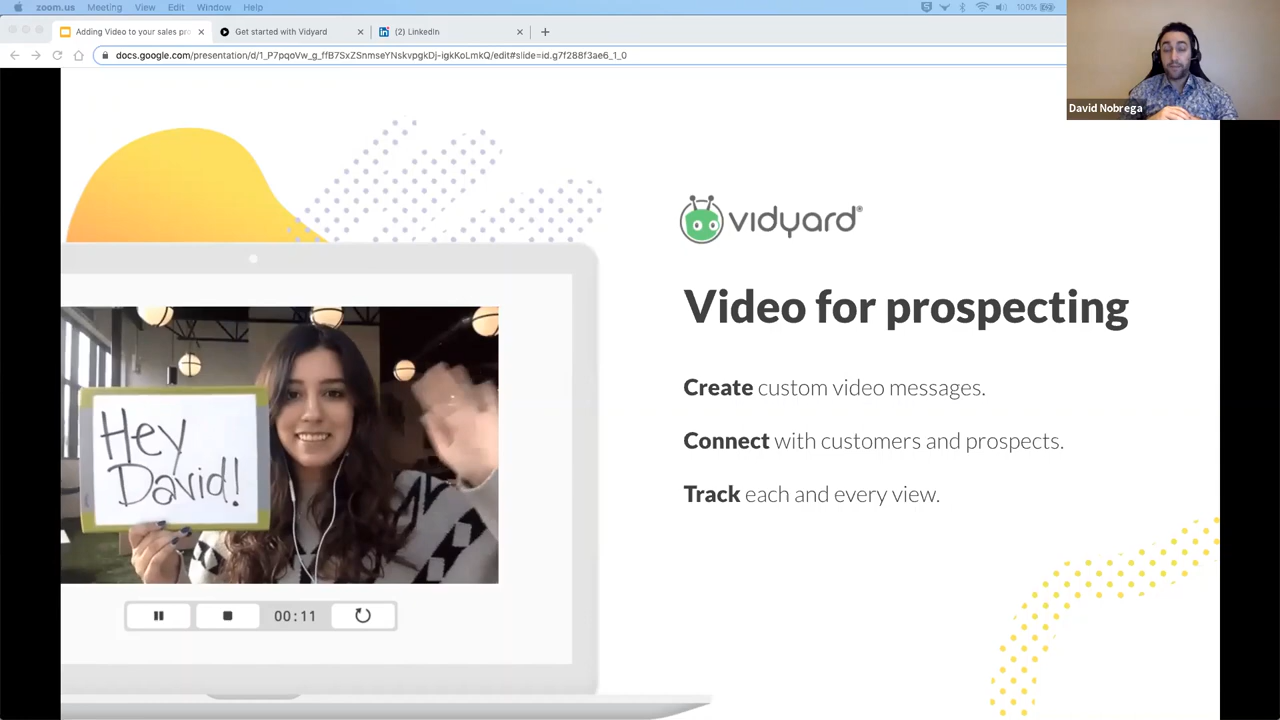 zoom.us Meeting View Edit Window Help 100%
Adding Video to your sales pro
Get started with Vidyard
(2) LinkedIn
docs.google.com/presentation/d/1_P7pqoVw_g_ffB7SxZSnmseYNskvpgkDj-igkKoLmkQ/edit#slide=id.g7f288f3ae6_1_0
David Nobrega
vidyard®
Video for prospecting
Create custom video messages.
Connect with customers and prospects.
Track each and every view.
Hey
David!
00:11